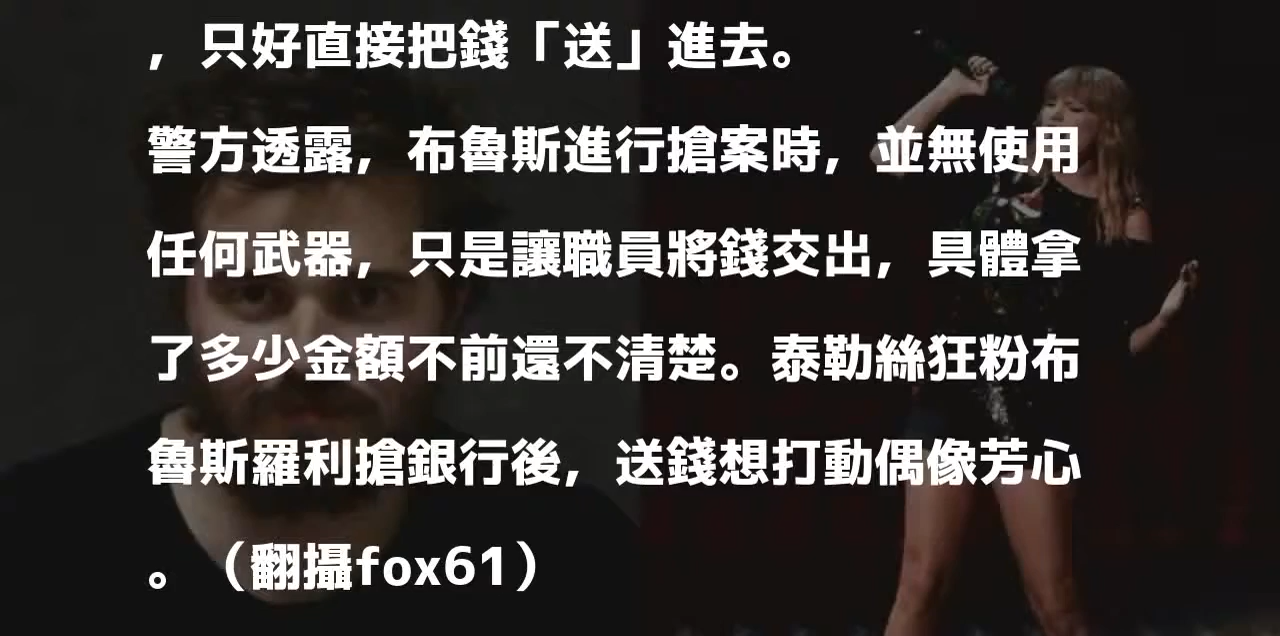 ，只好直接把錢「送」進去。
警方透露，布魯斯進行搶案時，並無使用
任何武器，只是讓職員將錢交出，具體拿
了多少金額不前還不清楚。泰勒絲狂粉布
魯斯羅利搶銀行後，送錢想打動偶像芳心
。（翻攝fox61）